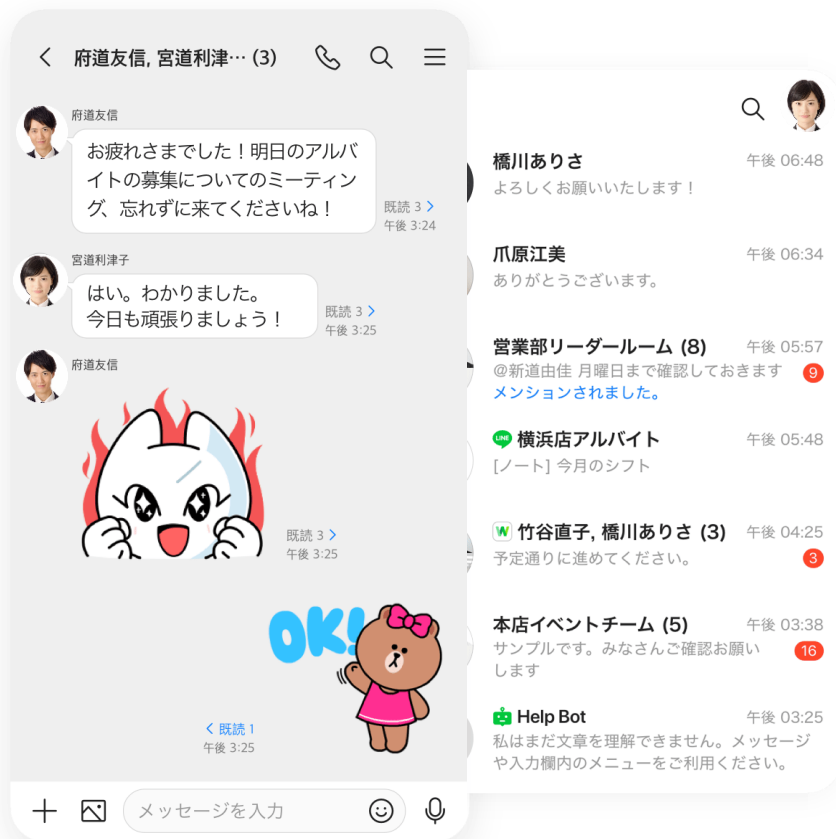 府道友信, 宮道利津… (3)
府道友信
お疲れさまでした！明日のアルバ
イトの募集についてのミーティン
グ、忘れずに来てくださいね！
既読 3
午後 3:24
宮道利津子
はい。わかりました。
今日も頑張りましょう！
既読 3
午後 3:25
府道友信
既読 3
午後 3:25
OK!
既読 1
午後 3:25
メッセージを入力
橋川ありさ
午後 06:48
よろしくお願いいたします！
爪原江美
午後 06:34
ありがとうございます。
営業部リーダールーム (8)
午後 05:57
@新道由佳 月曜日まで確認しておきます
9
メンションされました。
LINE
横浜店アルバイト
午後 05:48
[ノート] 今月のシフト
W
竹谷直子, 橋川ありさ (3)
午後 04:25
予定通りに進めてください。
3
本店イベントチーム (5)
午後 03:38
サンプルです。みなさんご確認お願い
します
16
Help Bot
午後 03:25
私はまだ文章を理解できません。メッセージ
や入力欄内のメニューをご利用ください。